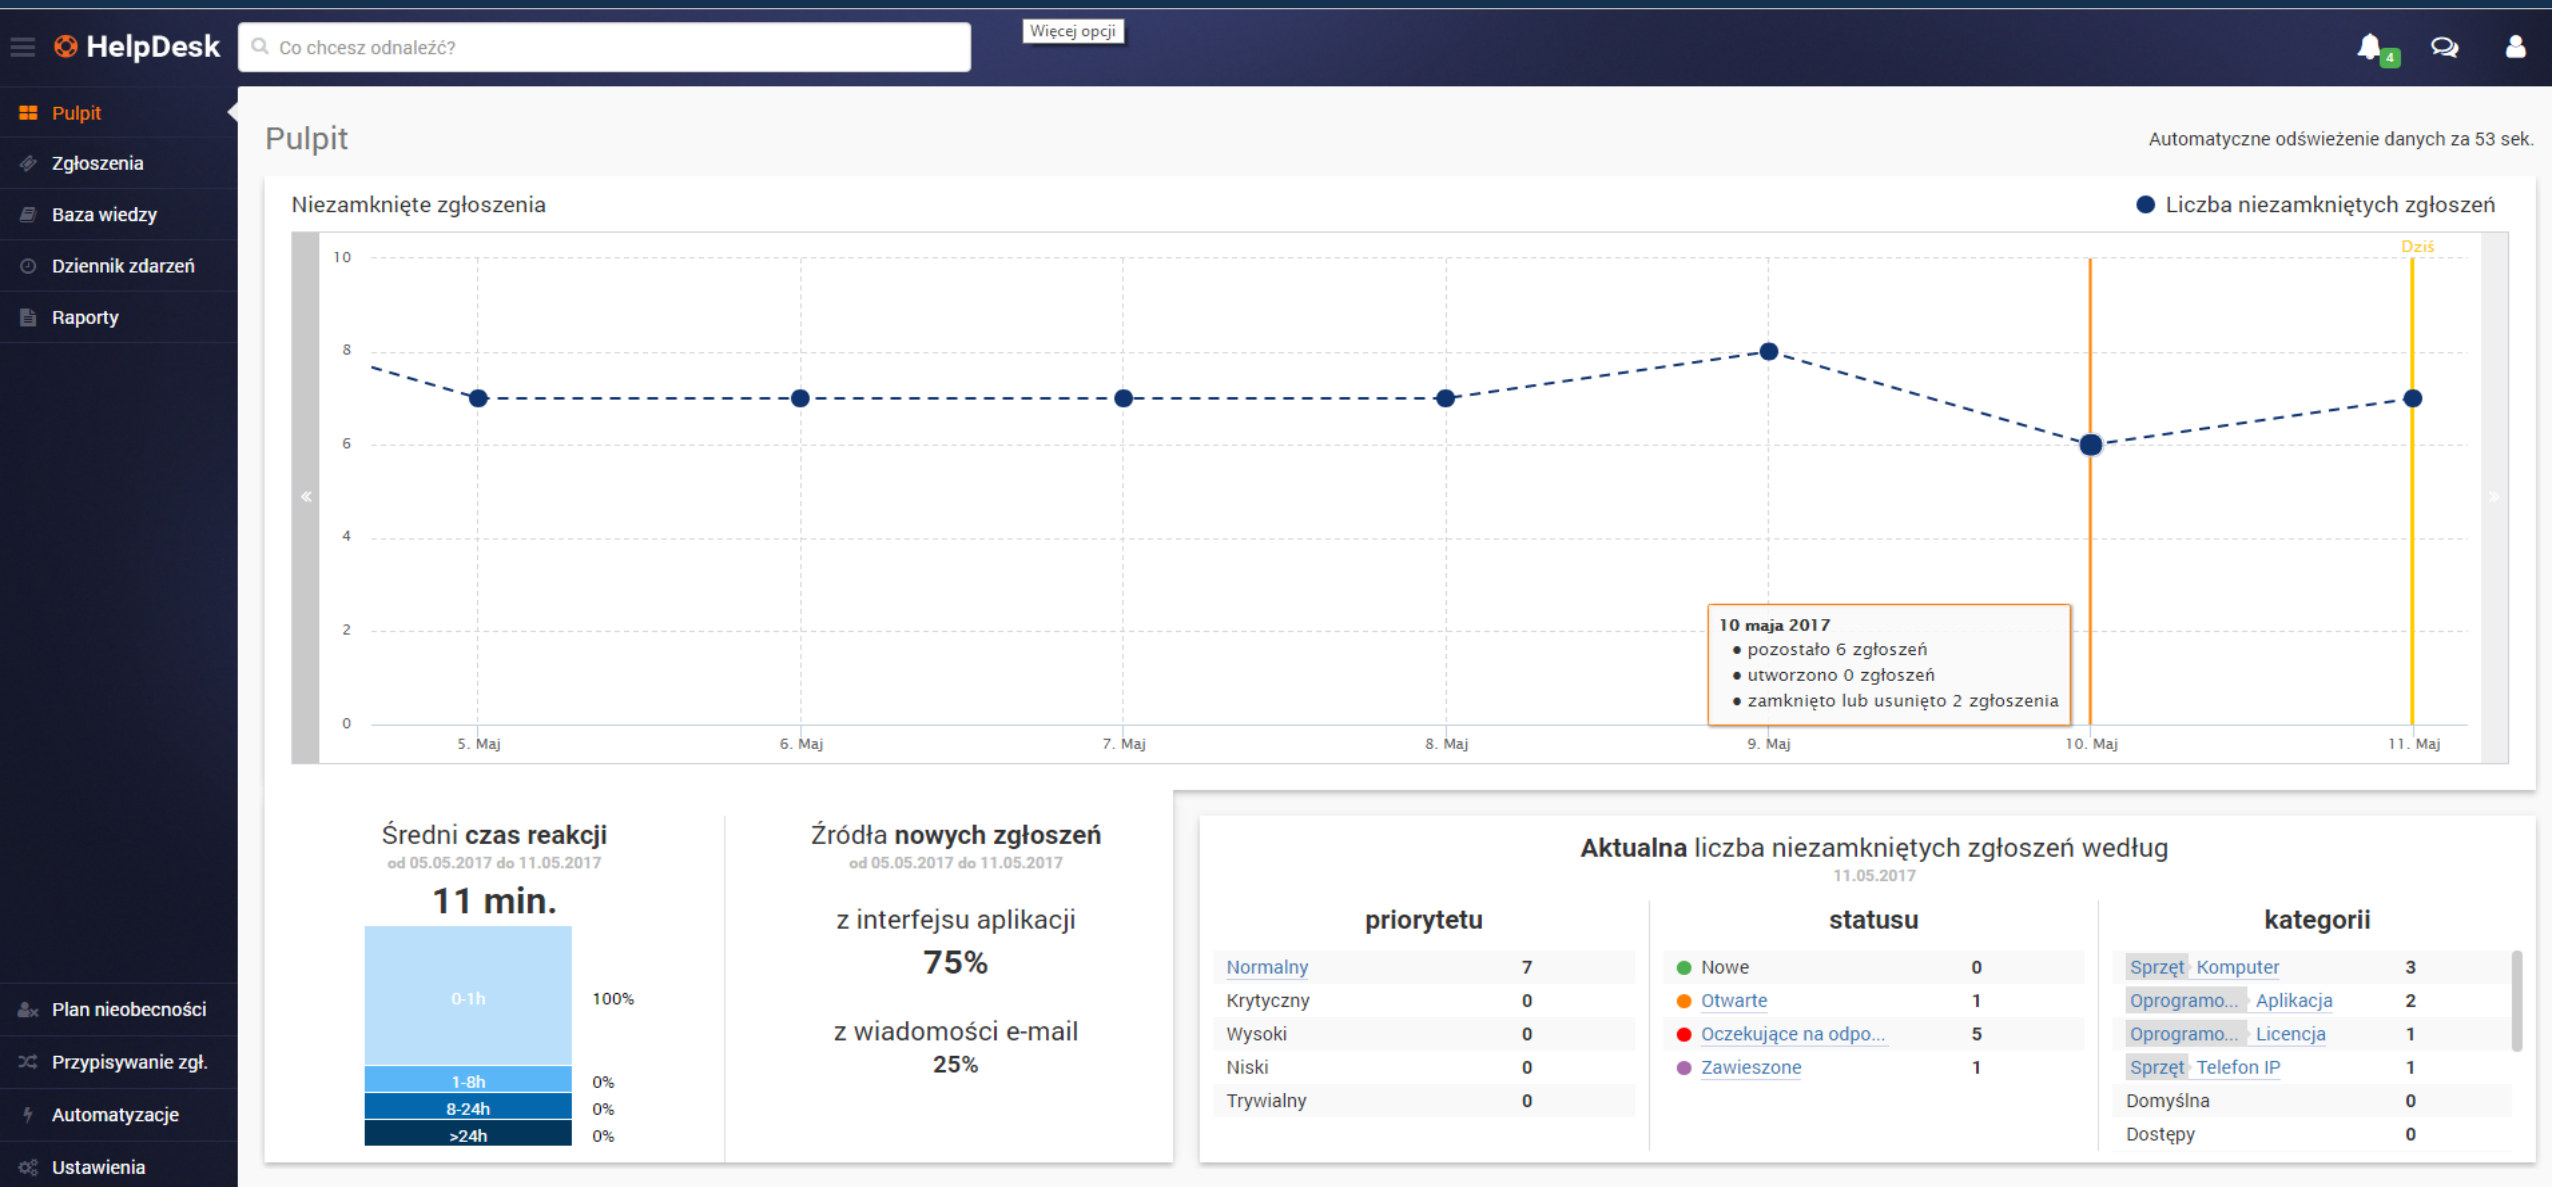 HelpDesk
Co chcesz odnaleźć?
Więcej opcji
4
Pulpit
Zgłoszenia
Baza wiedzy
Dziennik zdarzeń
Raporty
Plan nieobecności
Przypisywanie zgł.
Automatyzacje
Ustawienia
Pulpit
Automatyczne odświeżenie danych za 53 sek.
Niezamknięte zgłoszenia
Liczba niezamkniętych zgłoszeń
Dziś
10
8
6
4
2
0
10 maja 2017
● pozostało 6 zgłoszeń
● utworzono 0 zgłoszeń
● zamknięto lub usunięto 2 zgłoszenia
5. Maj 6. Maj 7. Maj 8. Maj 9. Maj 10. Maj 11. Maj
Średni czas reakcji
od 05.05.2017 do 11.05.2017
11 min.
0-1h 100%
1-8h 0%
8-24h 0%
>24h 0%
Źródła nowych zgłoszeń
od 05.05.2017 do 11.05.2017
z interfejsu aplikacji
75%
z wiadomości e-mail
25%
Aktualna liczba niezamkniętych zgłoszeń według
11.05.2017
priorytetu
Normalny 7
Krytyczny 0
Wysoki 0
Niski 0
Trywialny 0
statusu
Nowe 0
Otwarte 1
Oczekujące na odpo... 5
Zawieszone 1
kategorii
Sprzęt Komputer 3
Oprogramo... Aplikacja 2
Oprogramo... Licencja 1
Sprzęt Telefon IP 1
Domyślna 0
Dostępy 0